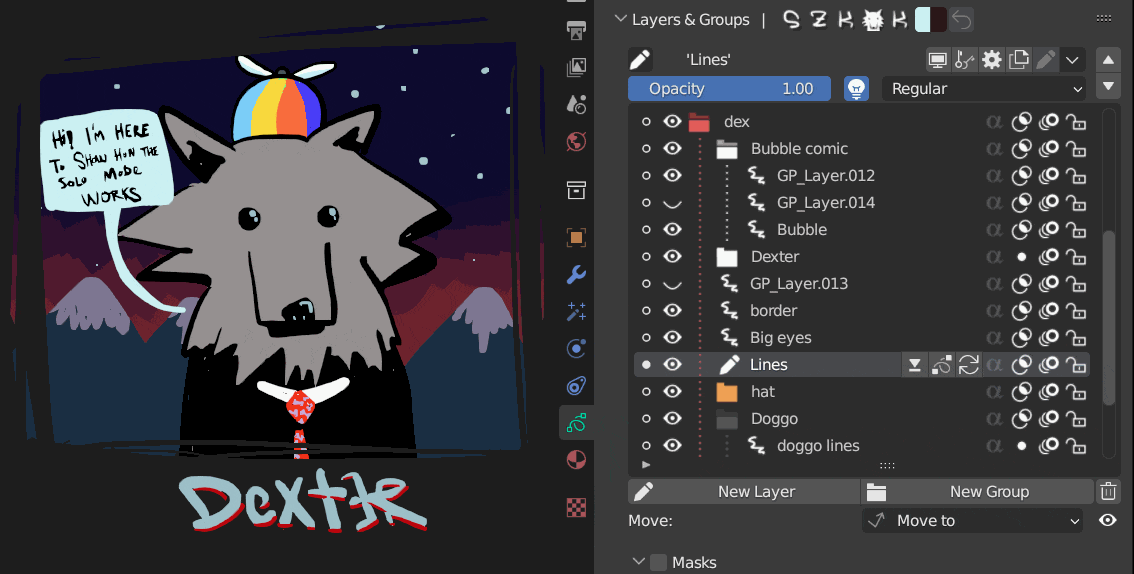 Layers & Groups |
'Lines'
Opacity 1.00
Regular
dex
Bubble comic
GP_Layer.012
GP_Layer.014
Bubble
Dexter
GP_Layer.013
border
Big eyes
Lines
hat
Doggo
doggo lines
New Layer
New Group
Move:
Move to
Masks
Hi! I'M HERE
TO SHOW HOW THE
SOLO MODE
WORKS
DEXTER